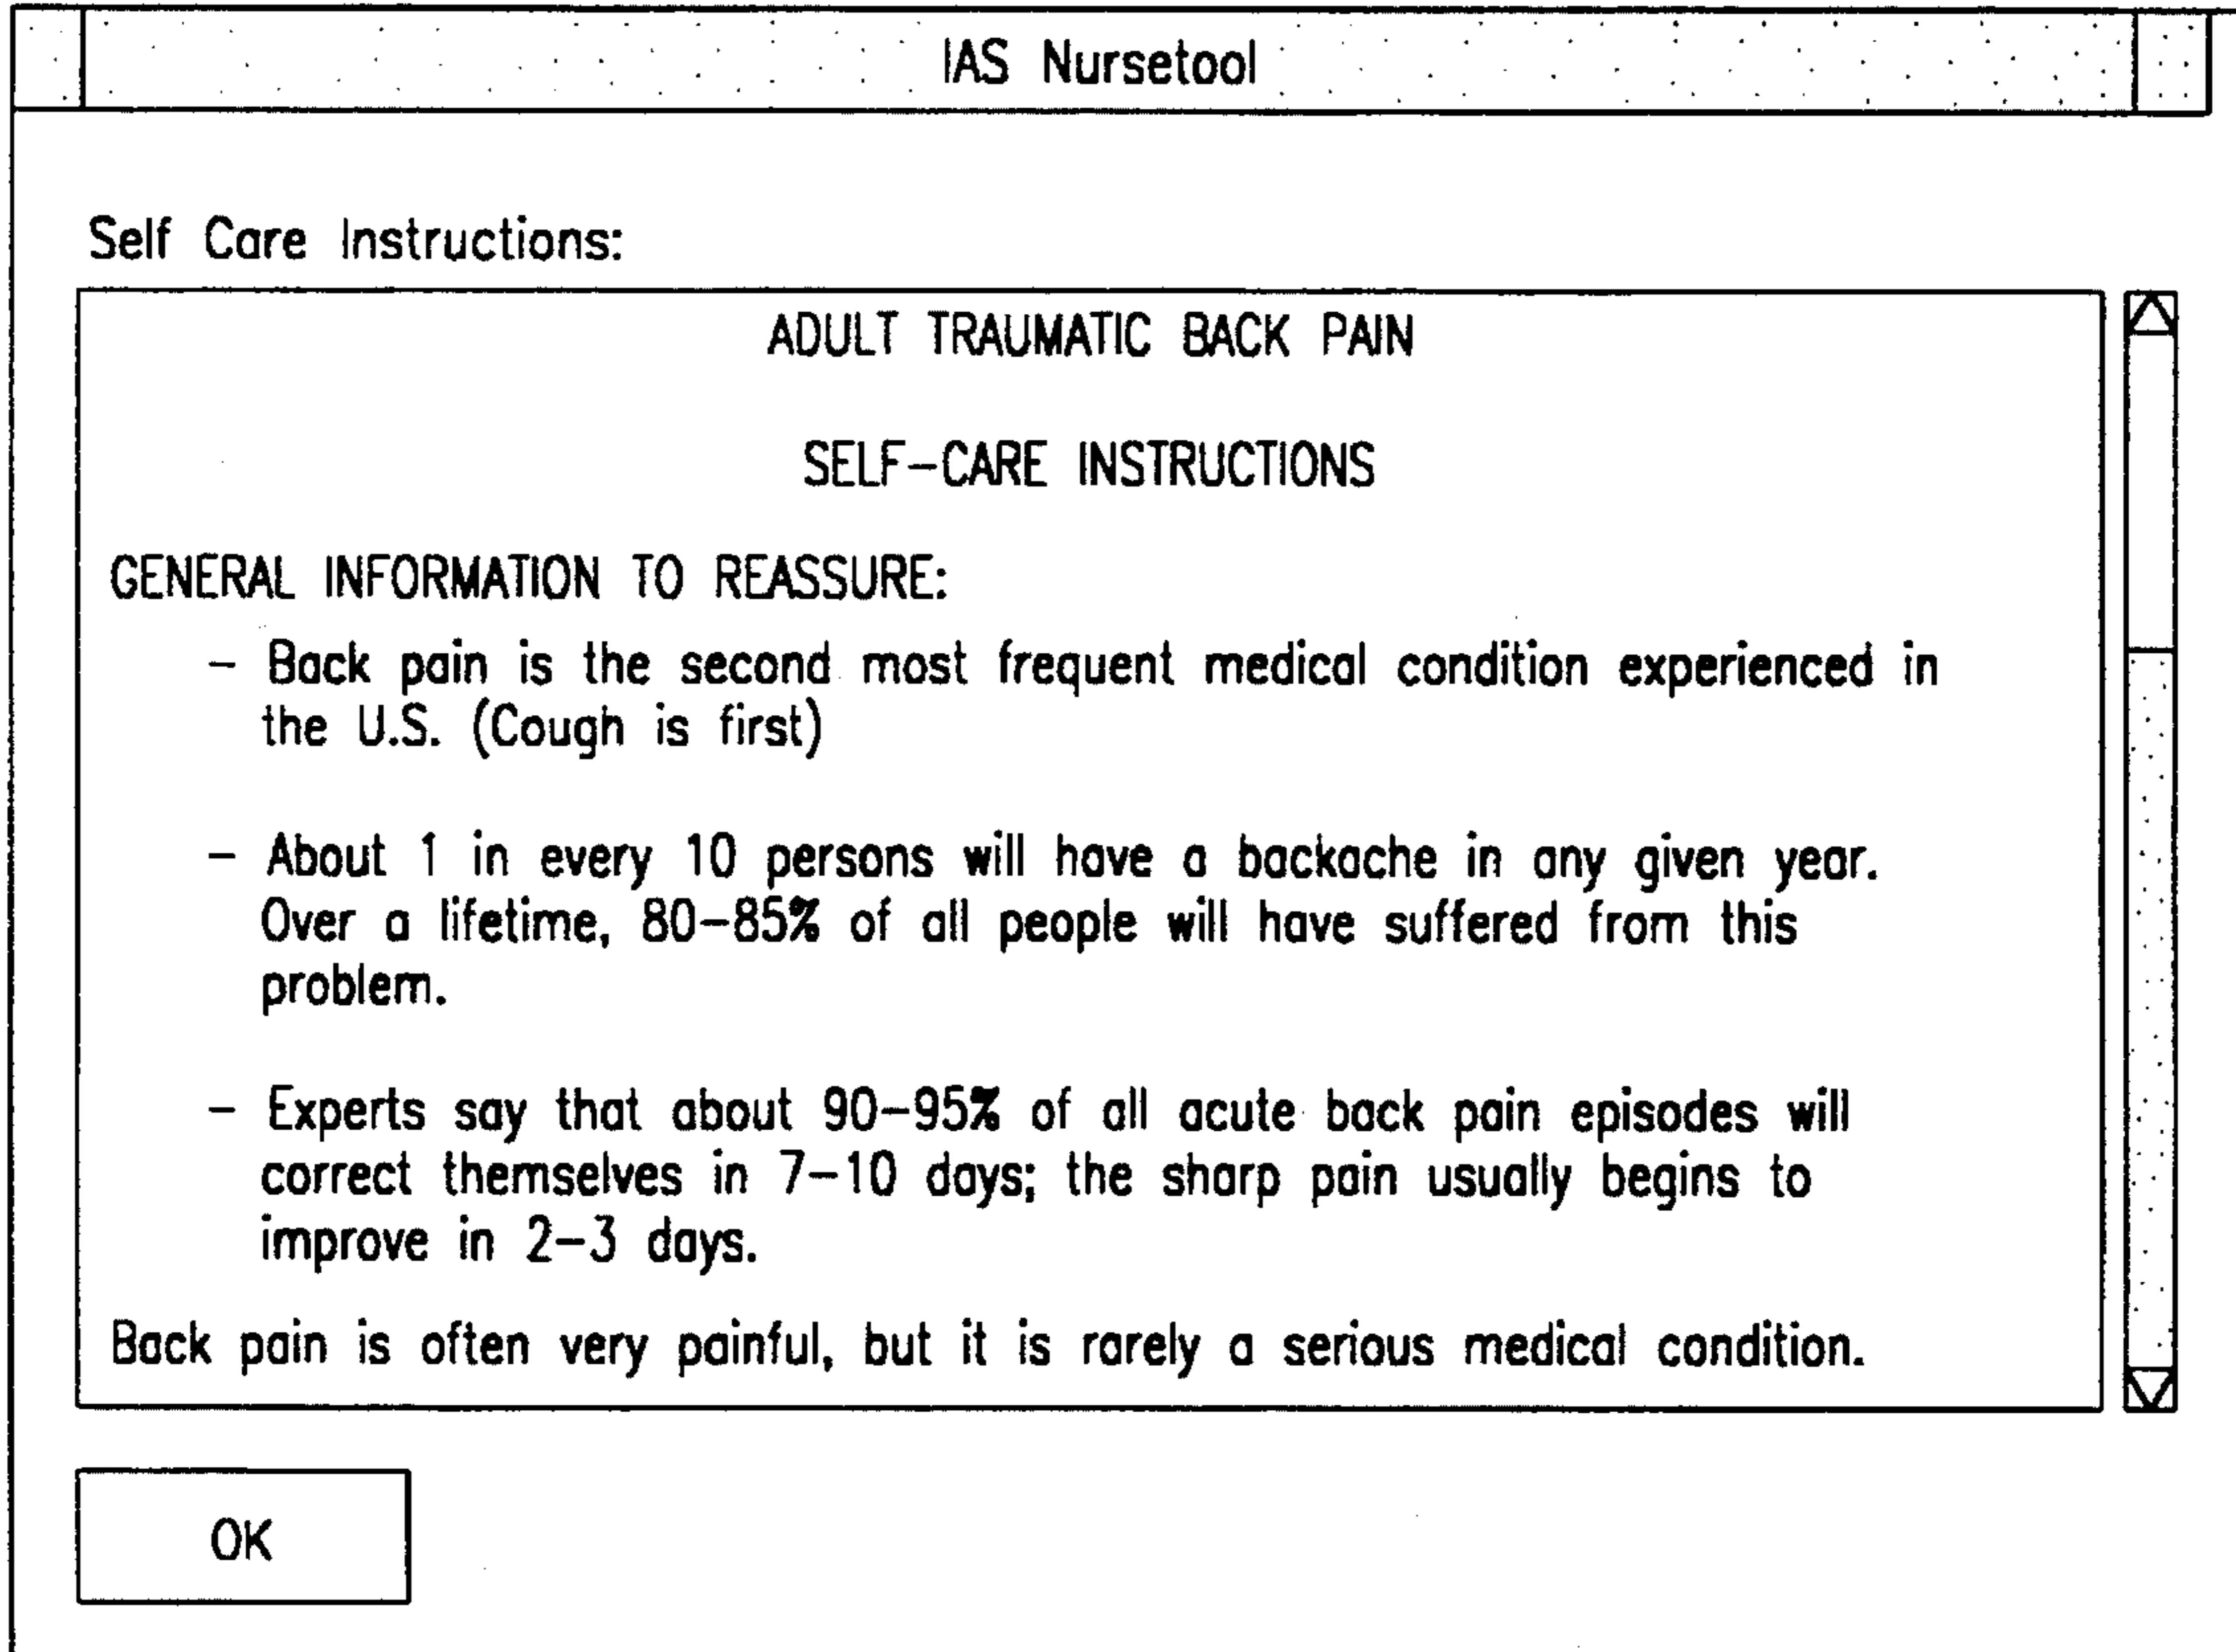 IAS Nursetool
Self Care Instructions:
ADULT TRAUMATIC BACK PAIN
SELF-CARE INSTRUCTIONS
GENERAL INFORMATION TO REASSURE:
- Back pain is the second most frequent medical condition experienced in
the U.S. (Cough is first)
- About 1 in every 10 persons will have a backache in any given year.
Over a lifetime, 80-85% of all people will have suffered from this
problem.
- Experts say that about 90-95% of all acute back pain episodes will
correct themselves in 7-10 days; the sharp pain usually begins to
improve in 2-3 days.
Back pain is often very painful, but it is rarely a serious medical condition.
OK